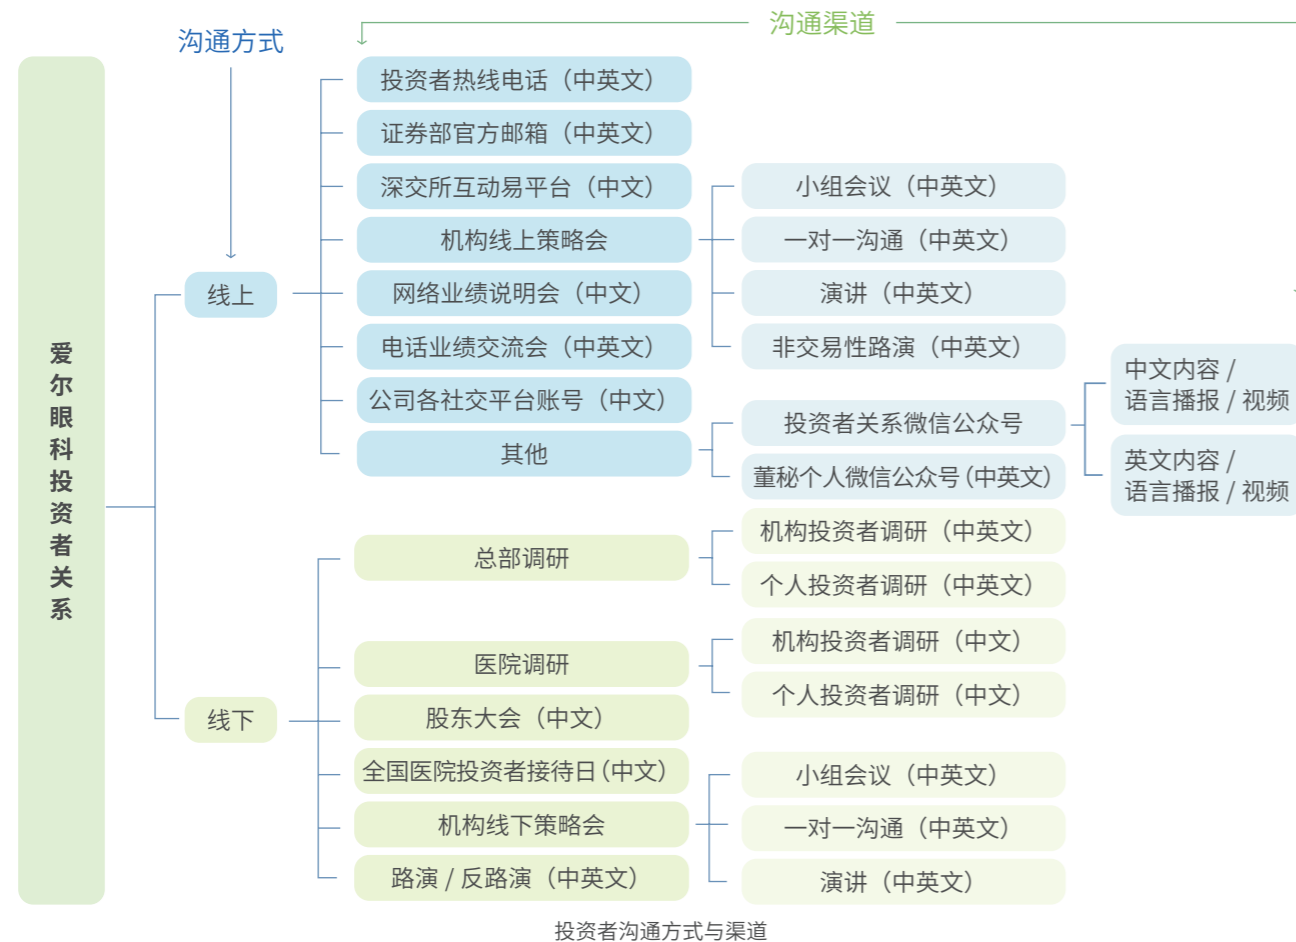 沟通渠道
沟通方式
爱尔眼科投资者关系
线上
投资者热线电话（中英文）
证券部官方邮箱（中英文）
深交所互动易平台（中文）
机构线上策略会
小组会议（中英文）
一对一沟通（中英文）
演讲（中英文）
非交易性路演（中英文）
网络业绩说明会（中文）
电话业绩交流会（中英文）
公司各社交平台账号（中文）
其他
投资者关系微信公众号
中文内容 /
语言播报 / 视频
英文内容 /
语言播报 / 视频
董秘个人微信公众号（中英文）
线下
总部调研
机构投资者调研（中英文）
个人投资者调研（中英文）
医院调研
机构投资者调研（中文）
个人投资者调研（中文）
股东大会（中文）
全国医院投资者接待日（中文）
机构线下策略会
小组会议（中英文）
一对一沟通（中英文）
演讲（中英文）
路演 / 反路演（中英文）
投资者沟通方式与渠道